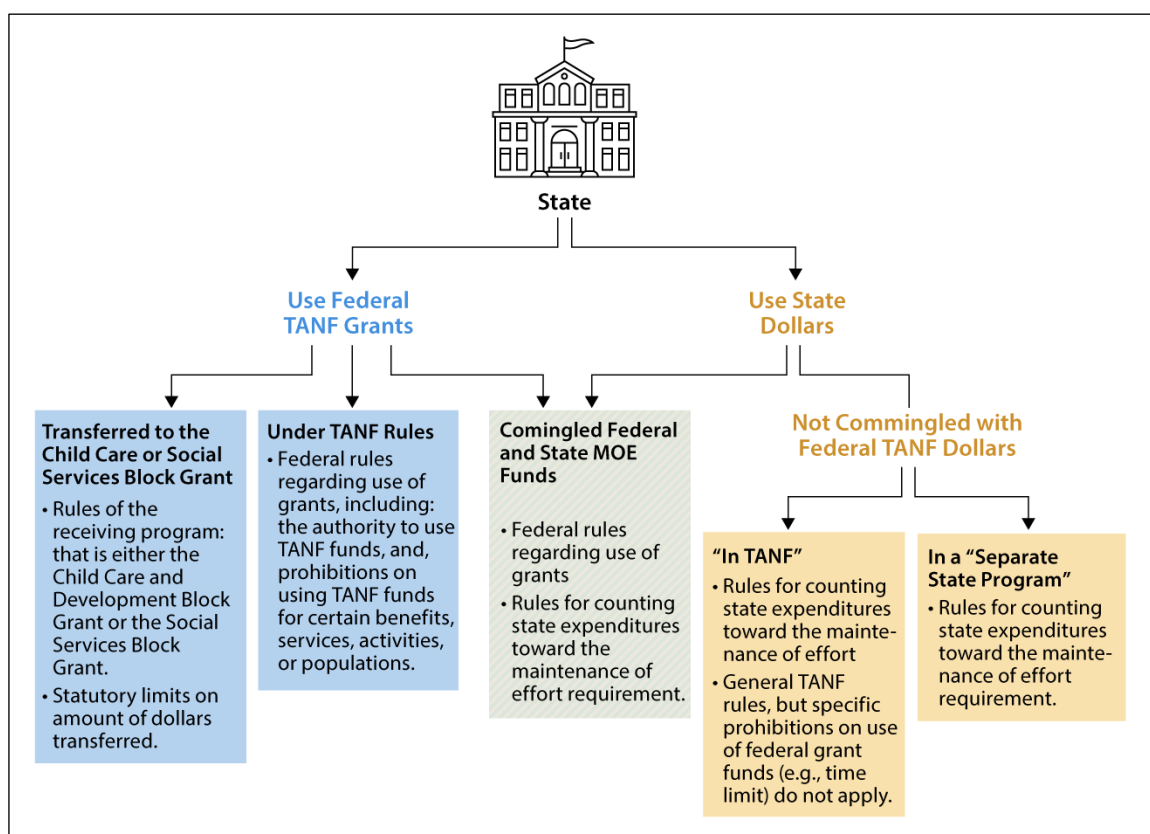 State
Use Federal
TANF Grants
Use State
Dollars
Transferred to the
Child Care or Social
Services Block Grant
• Rules of the
receiving program:
that is either the
Child Care and
Development Block
Grant or the Social
Services Block
Grant.
• Statutory limits on
amount of dollars
transferred.
Under TANF Rules
• Federal rules
regarding use of
grants, including:
the authority to use
TANF funds, and,
prohibitions on
using TANF funds
for certain benefits,
services, activities,
or populations.
Comingled Federal
and State MOE
Funds
• Federal rules
regarding use of
grants
• Rules for counting
state expenditures
toward the
maintenance of
effort requirement.
Not Commingled with
Federal TANF Dollars
“In TANF”
• Rules for counting
state expenditures
toward the mainte-
nance of effort
• General TANF
rules, but specific
prohibitions on use
of federal grant
funds (e.g., time
limit) do not apply.
In a “Separate
State Program”
• Rules for counting
state expenditures
toward the mainte-
nance of effort
requirement.